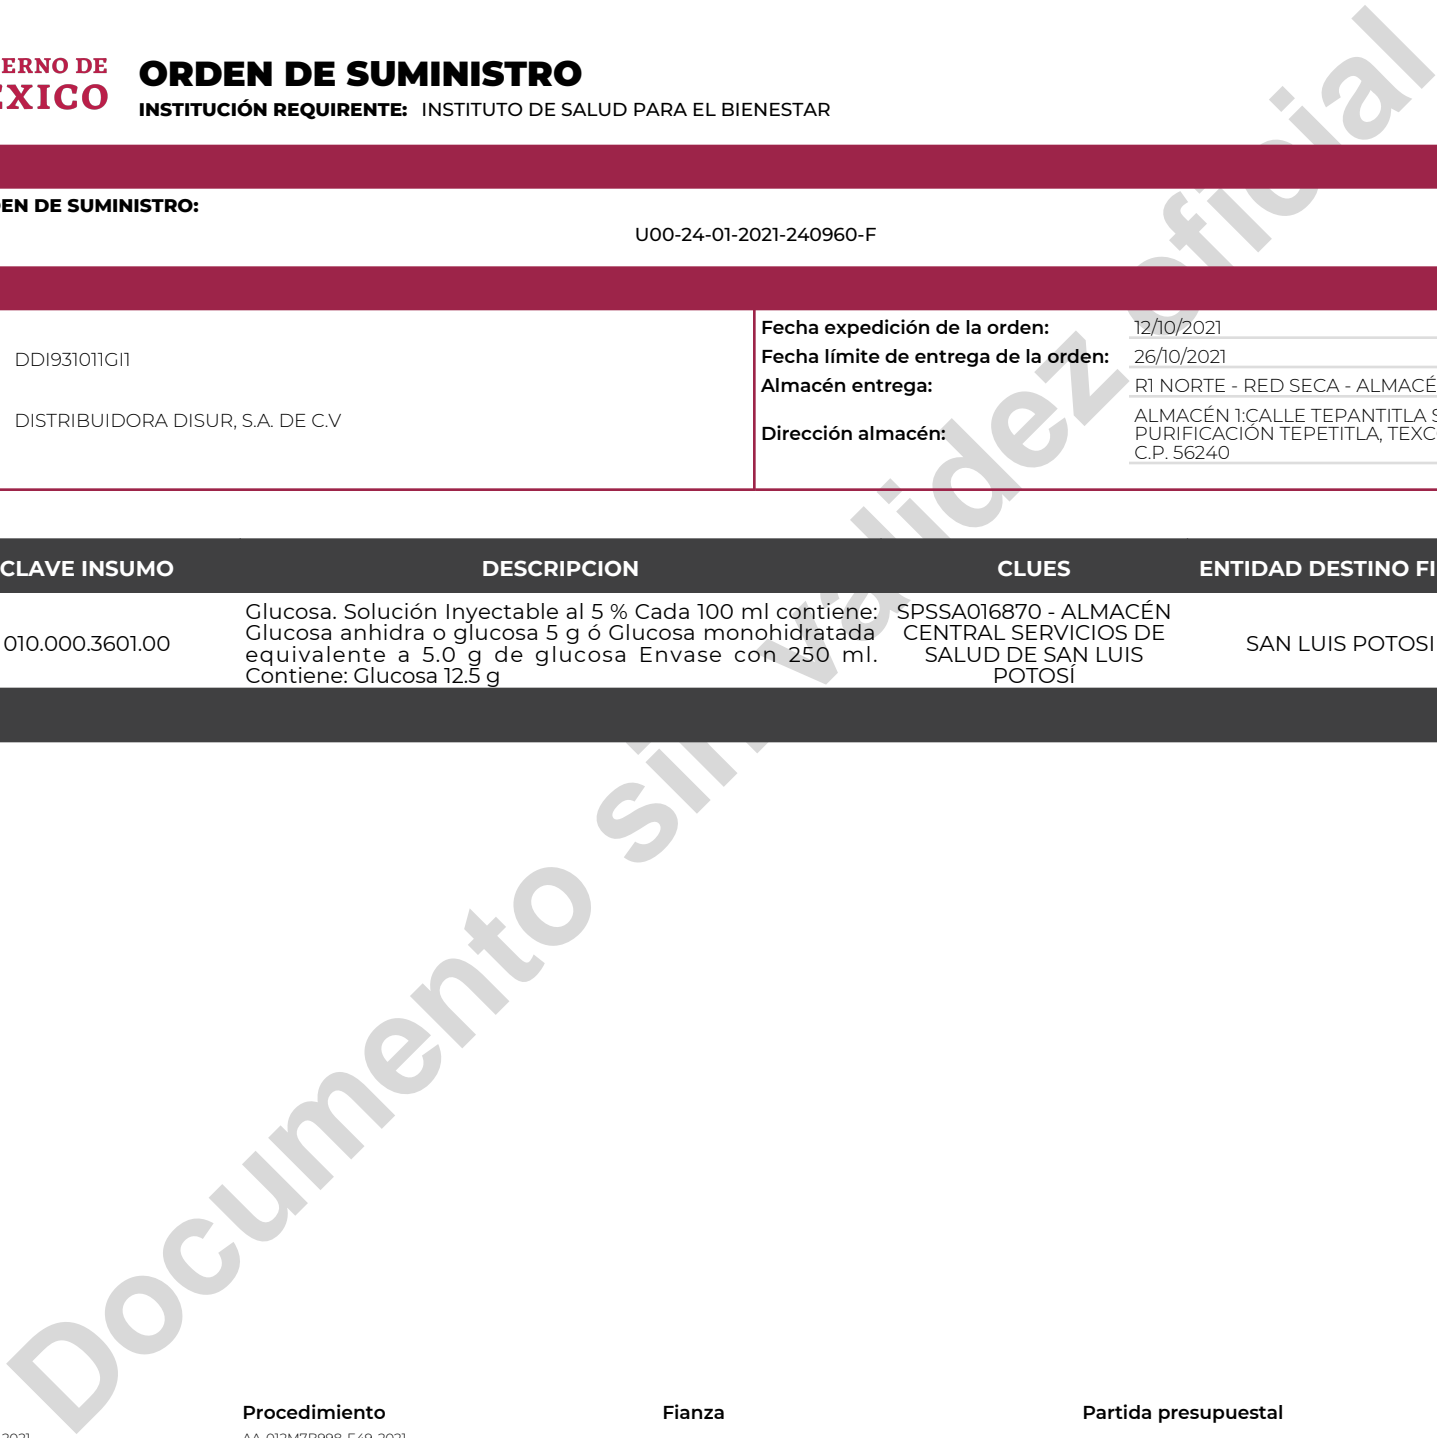 ERNO DE
EXICO
ORDEN DE SUMINISTRO
INSTITUCIÓN REQUIRENTE: INSTITUTO DE SALUD PARA EL BIENESTAR
EN DE SUMINISTRO:
U00-24-01-2021-240960-F
DDI931011GI1
DISTRIBUIDORA DISUR, S.A. DE C.V
Fecha expedición de la orden: 12/10/2021
Fecha límite de entrega de la orden: 26/10/2021
Almacén entrega: R1 NORTE - RED SECA - ALMACÉ
Dirección almacén: ALMACÉN 1:CALLE TEPANTITLA S
PURIFICACIÓN TEPETITLA, TEXC
C.P. 56240
CLAVE INSUMO DESCRIPCION CLUES ENTIDAD DESTINO FI
010.000.3601.00
Glucosa. Solución Inyectable al 5 % Cada 100 ml contiene:
Glucosa anhidra o glucosa 5 g ó Glucosa monohidratada
equivalente a 5.0 g de glucosa Envase con 250 ml.
Contiene: Glucosa 12.5 g
SPSSA016870 - ALMACÉN
CENTRAL SERVICIOS DE
SALUD DE SAN LUIS
POTOSÍ
SAN LUIS POTOSI
Documento sin validez oficial
Procedimiento Fianza Partida presupuestal